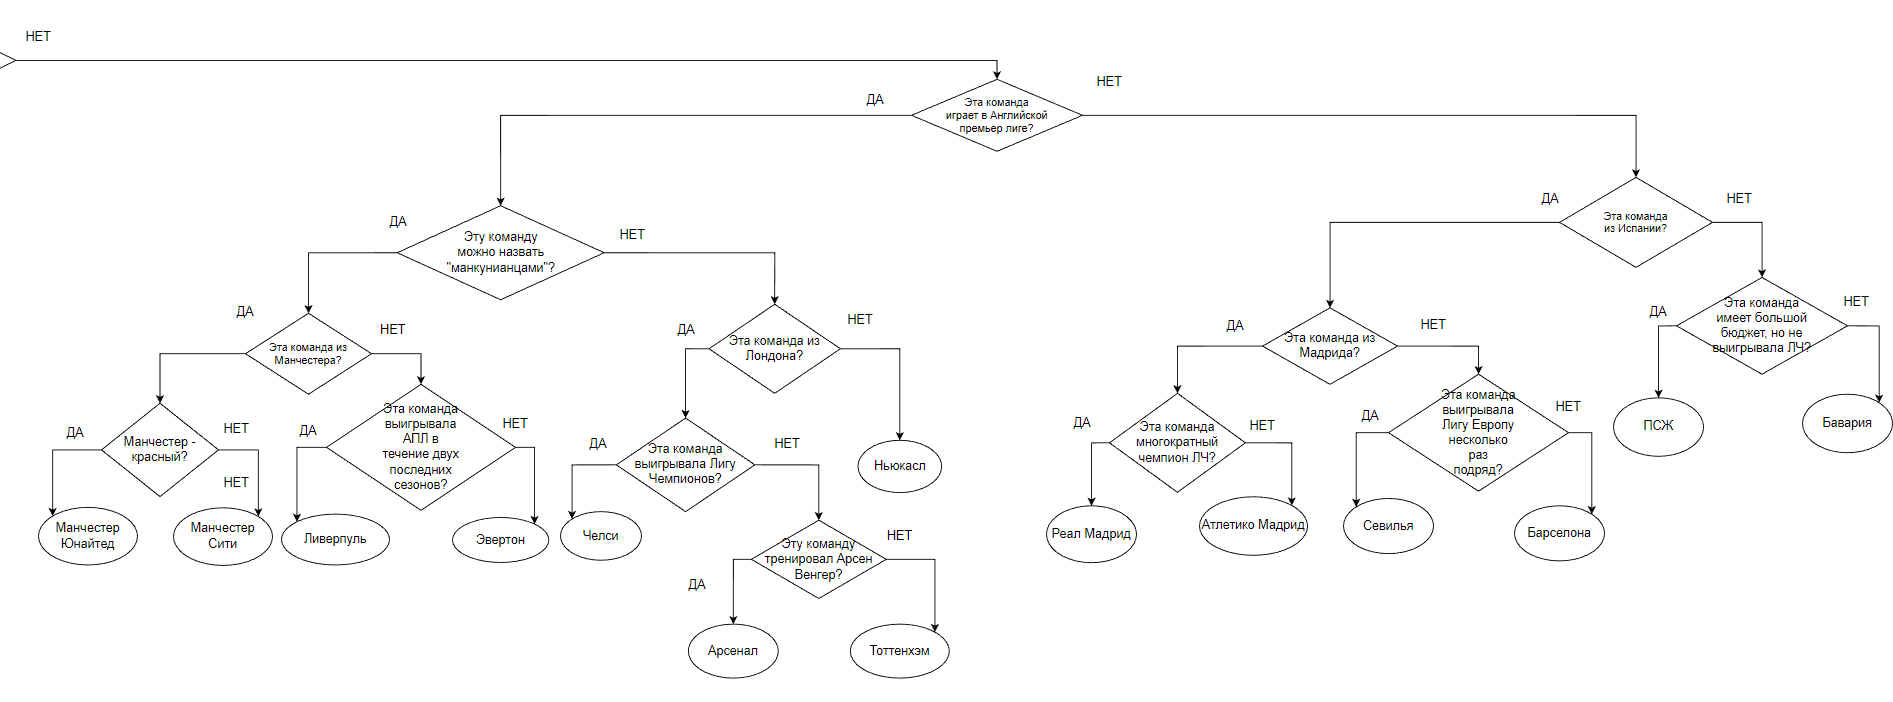 НЕТ
Эта команда
играет в Английской
премьер лиге?
ДА
НЕТ
Эту команду
можно назвать
"манкунианцами"?
ДА
НЕТ
Эта команда
из Испании?
ДА
НЕТ
Эта команда из
Манчестера?
ДА
НЕТ
Эта команда из
Лондона?
ДА
НЕТ
Эта команда из
Мадрида?
ДА
НЕТ
Эта команда
имеет большой
бюджет, но не
выигрывала ЛЧ?
ДА
НЕТ
Манчестер -
красный?
ДА
НЕТ
НЕТ
Эта команда
выигрывала
АПЛ в
течение двух
последних
сезонов?
ДА
НЕТ
Эта команда
выигрывала Лигу
Чемпионов?
ДА
НЕТ
Ньюкасл
Эта команда
многократный
чемпион ЛЧ?
ДА
НЕТ
Эта команда
выигрывала
Лигу Европу
несколько
раз
подряд?
ДА
НЕТ
ПСЖ
Бавария
Манчестер
Юнайтед
Манчестер
Сити
Ливерпуль
Эвертон
Челси
Эту команду
тренировал Арсен
Венгер?
ДА
НЕТ
Реал Мадрид
Атлетико Мадрид
Севилья
Барселона
Арсенал
Тоттенхэм